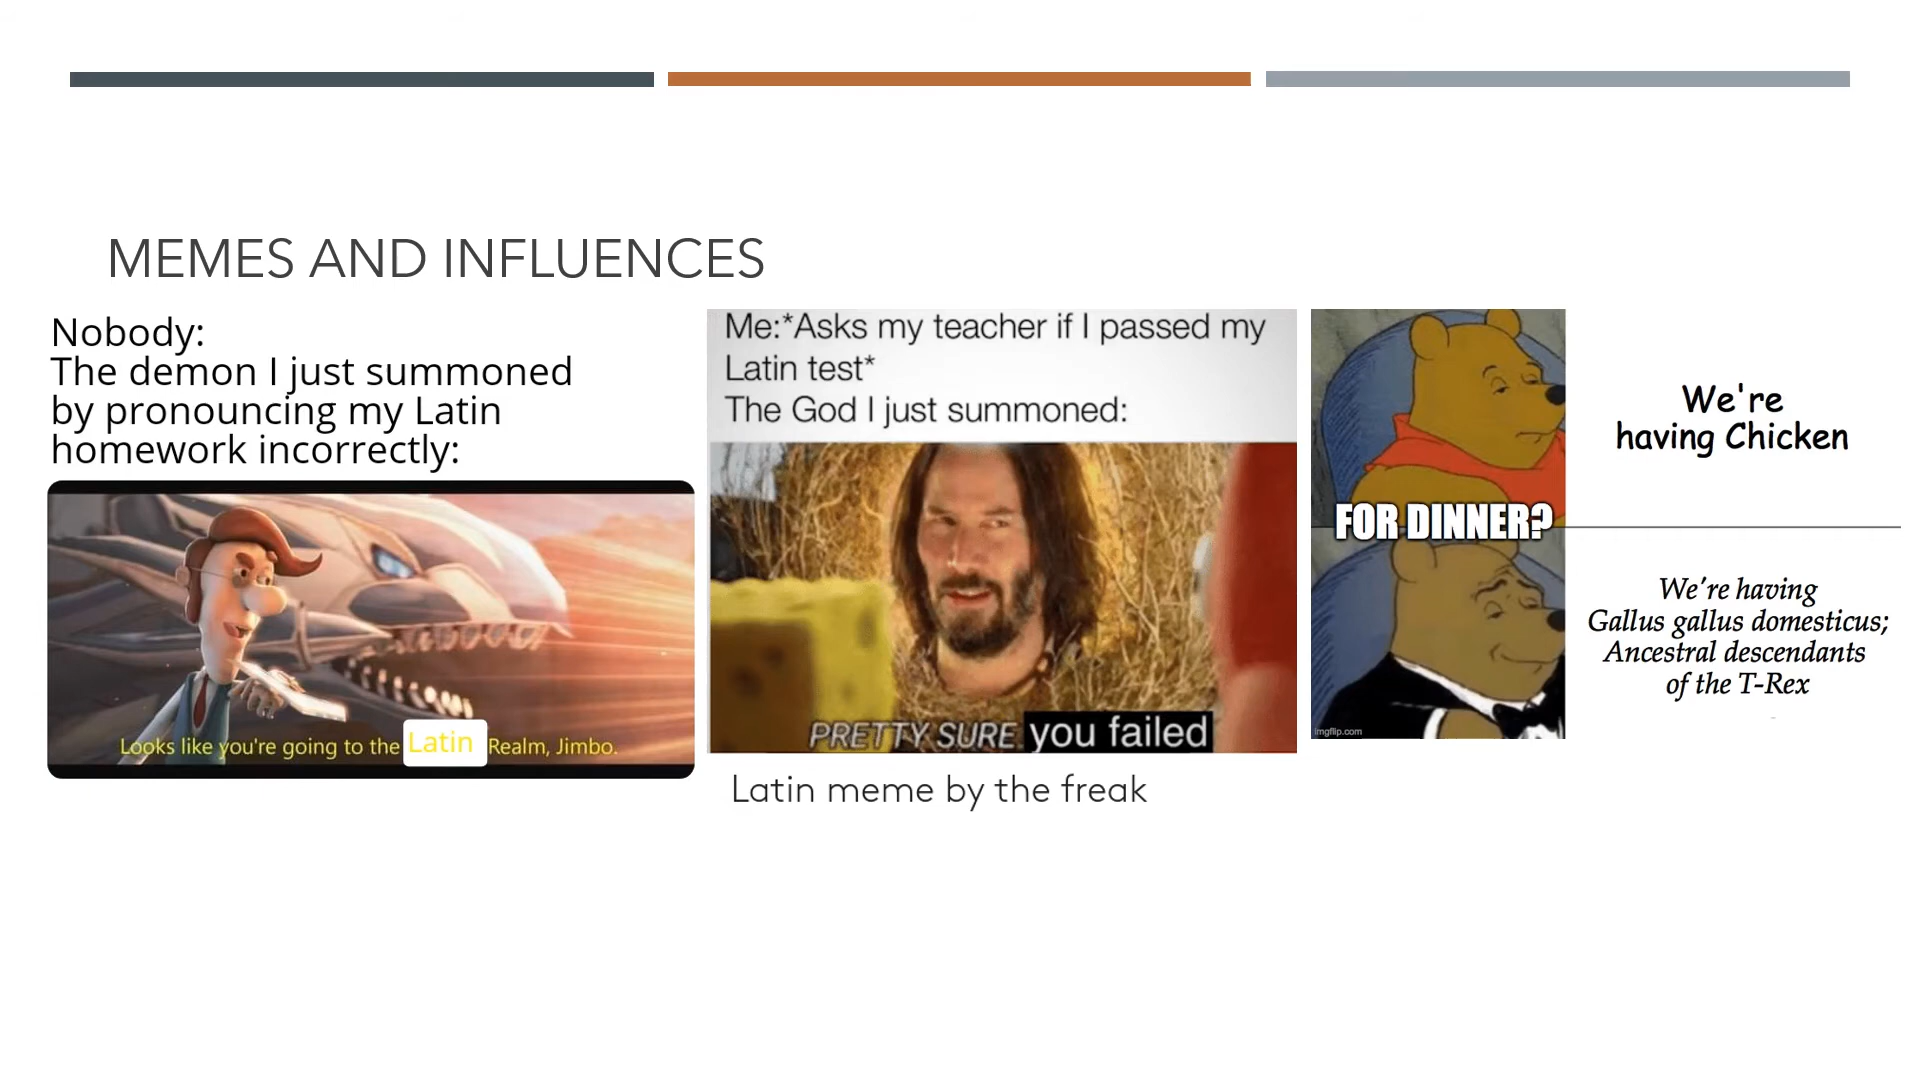 MEMES AND INFLUENCES
Nobody:
The demon I just summoned
by pronouncing my Latin
homework incorrectly:
Looks like you're going to the Latin Realm, Jimbo.
Me:*Asks my teacher if I passed my
Latin test*
The God I just summoned:
PRETTY SURE you failed
Latin meme by the freak
We're
having Chicken
FOR DINNER?
We're having
Gallus gallus domesticus;
Ancestral descendants
of the T-Rex
imgflip.com